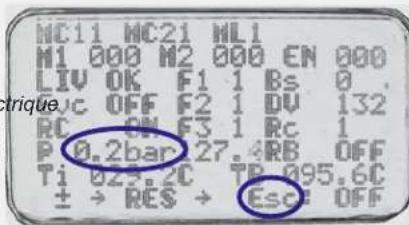 MC11 MC21 ML1
M1 000 M2 000 EN 000
LIV OK F1 1 Bs 0
ctrique
OFF F2 1 DV 132
RC ON F3 1 Rc 1
P 0.2bar 27. RB OFF
Ti 029.2C TR 095.6C
± → RES → Esc: OFF